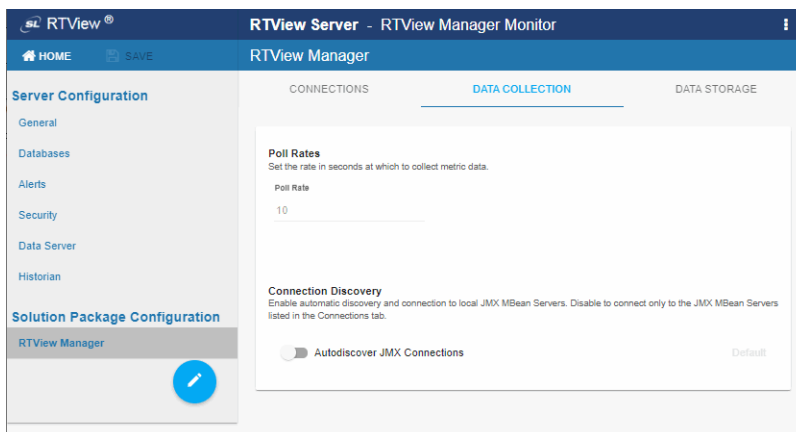 SL RTView ®
RTView Server - RTView Manager Monitor
HOME
SAVE
RTView Manager
Server Configuration
General
Databases
Alerts
Security
Data Server
Historian
Solution Package Configuration
RTView Manager
CONNECTIONS
DATA COLLECTION
DATA STORAGE
Poll Rates
Set the rate in seconds at which to collect metric data.
Poll Rate
10
Connection Discovery
Enable automatic discovery and connection to local JMX MBean Servers. Disable to connect only to the JMX MBean Servers
listed in the Connections tab.
Autodiscover JMX Connections
Default